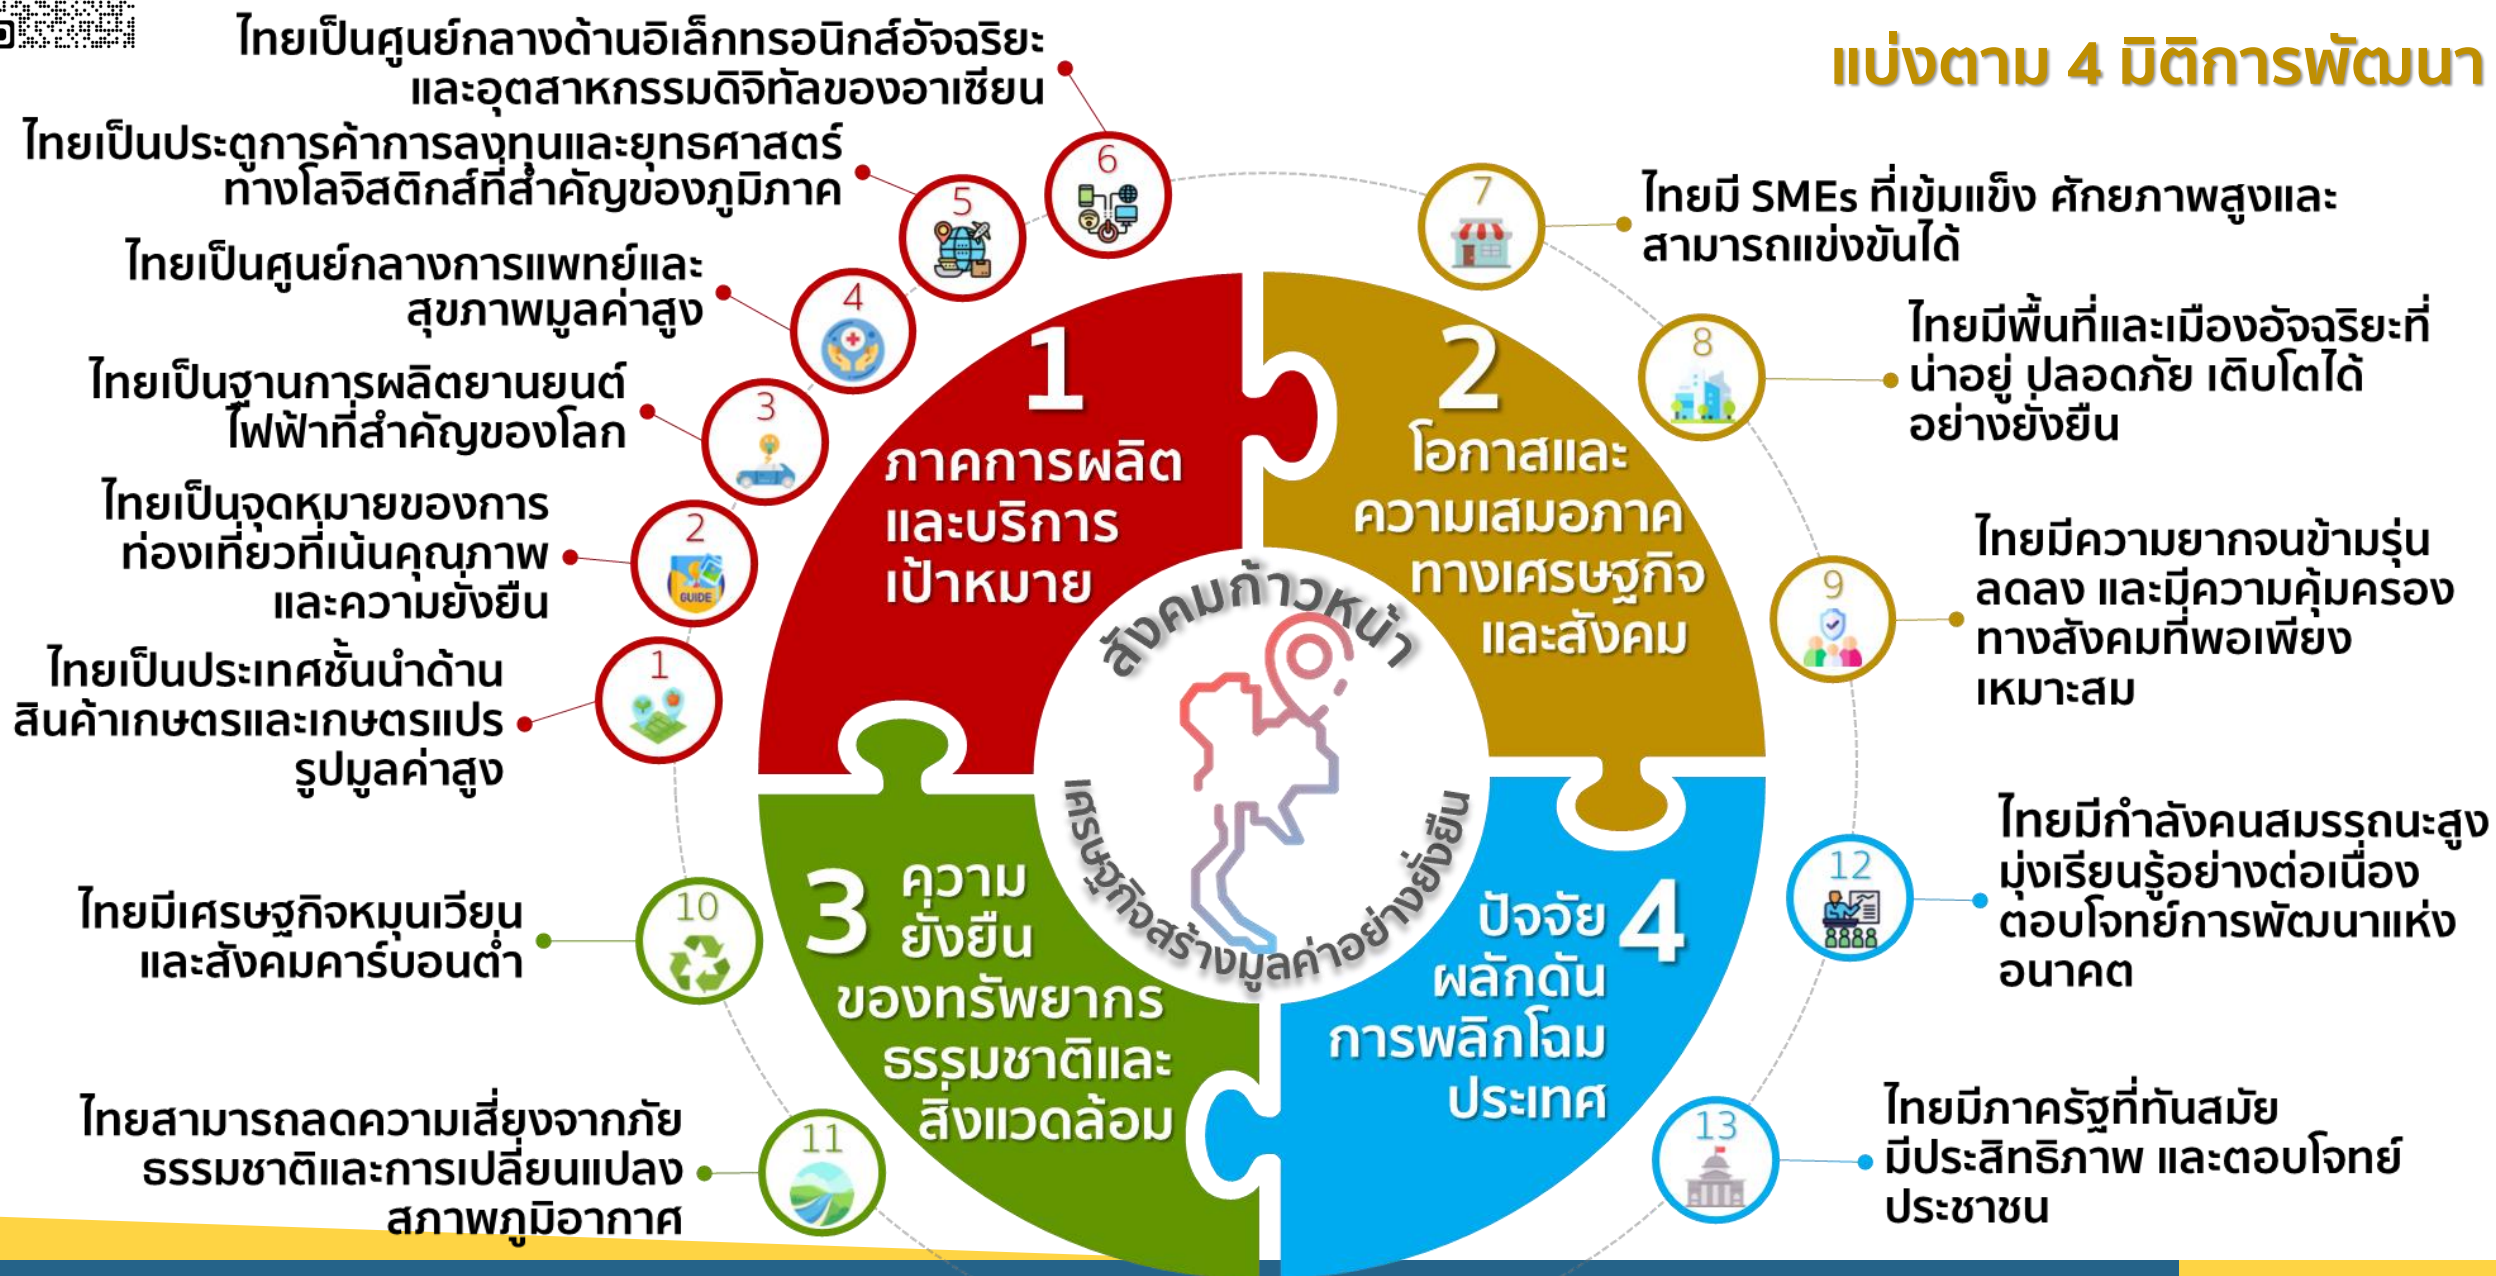 แบ่งตาม 4 มิติการพัฒนา
ไทยเป็นศูนย์กลางด้านอิเล็กทรอนิกส์อัจฉริยะ
และอุตสาหกรรมดิจิทัลของอาเซียน
6
ไทยเป็นประตูการค้าการลงทุนและยุทธศาสตร์
ทางโลจิสติกส์ที่สำคัญของภูมิภาค
5
ไทยเป็นศูนย์กลางการแพทย์และ
สุขภาพมูลค่าสูง
4
ไทยเป็นฐานการผลิตยานยนต์
ไฟฟ้าที่สำคัญของโลก
3
ไทยเป็นจุดหมายของการ
ท่องเที่ยวที่เน้นคุณภาพ
และความยั่งยืน
2
GUIDE
ไทยเป็นประเทศชั้นนำด้าน
สินค้าเกษตรและเกษตรแปร
รูปมูลค่าสูง
1
1
ภาคการผลิต
และบริการ
เป้าหมาย
2
โอกาสและ
ความเสมอภาค
ทางเศรษฐกิจ
และสังคม
7
ไทยมี SMEs ที่เข้มแข็ง ศักยภาพสูงและ
สามารถแข่งขันได้
8
ไทยมีพื้นที่และเมืองอัจฉริยะที่
น่าอยู่ ปลอดภัย เติบโตได้
อย่างยั่งยืน
9
ไทยมีความยากจนข้ามรุ่น
ลดลง และมีความคุ้มครอง
ทางสังคมที่พอเพียง
เหมาะสม
สังคมก้าวหน้า
เศรษฐกิจสร้างมูลค่าอย่างยั่งยืน
3
ความ
ยั่งยืน
ของทรัพยากร
ธรรมชาติและ
สิ่งแวดล้อม
10
ไทยมีเศรษฐกิจหมุนเวียน
และสังคมคาร์บอนต่ำ
11
ไทยสามารถลดความเสี่ยงจากภัย
ธรรมชาติและการเปลี่ยนแปลง
สภาพภูมิอากาศ
4
ปัจจัย
ผลักดัน
การพลิกโฉม
ประเทศ
12
ไทยมีกำลังคนสมรรถนะสูง
มุ่งเรียนรู้อย่างต่อเนื่อง
ตอบโจทย์การพัฒนาแห่ง
อนาคต
13
ไทยมีภาครัฐที่ทันสมัย
มีประสิทธิภาพ และตอบโจทย์
ประชาชน